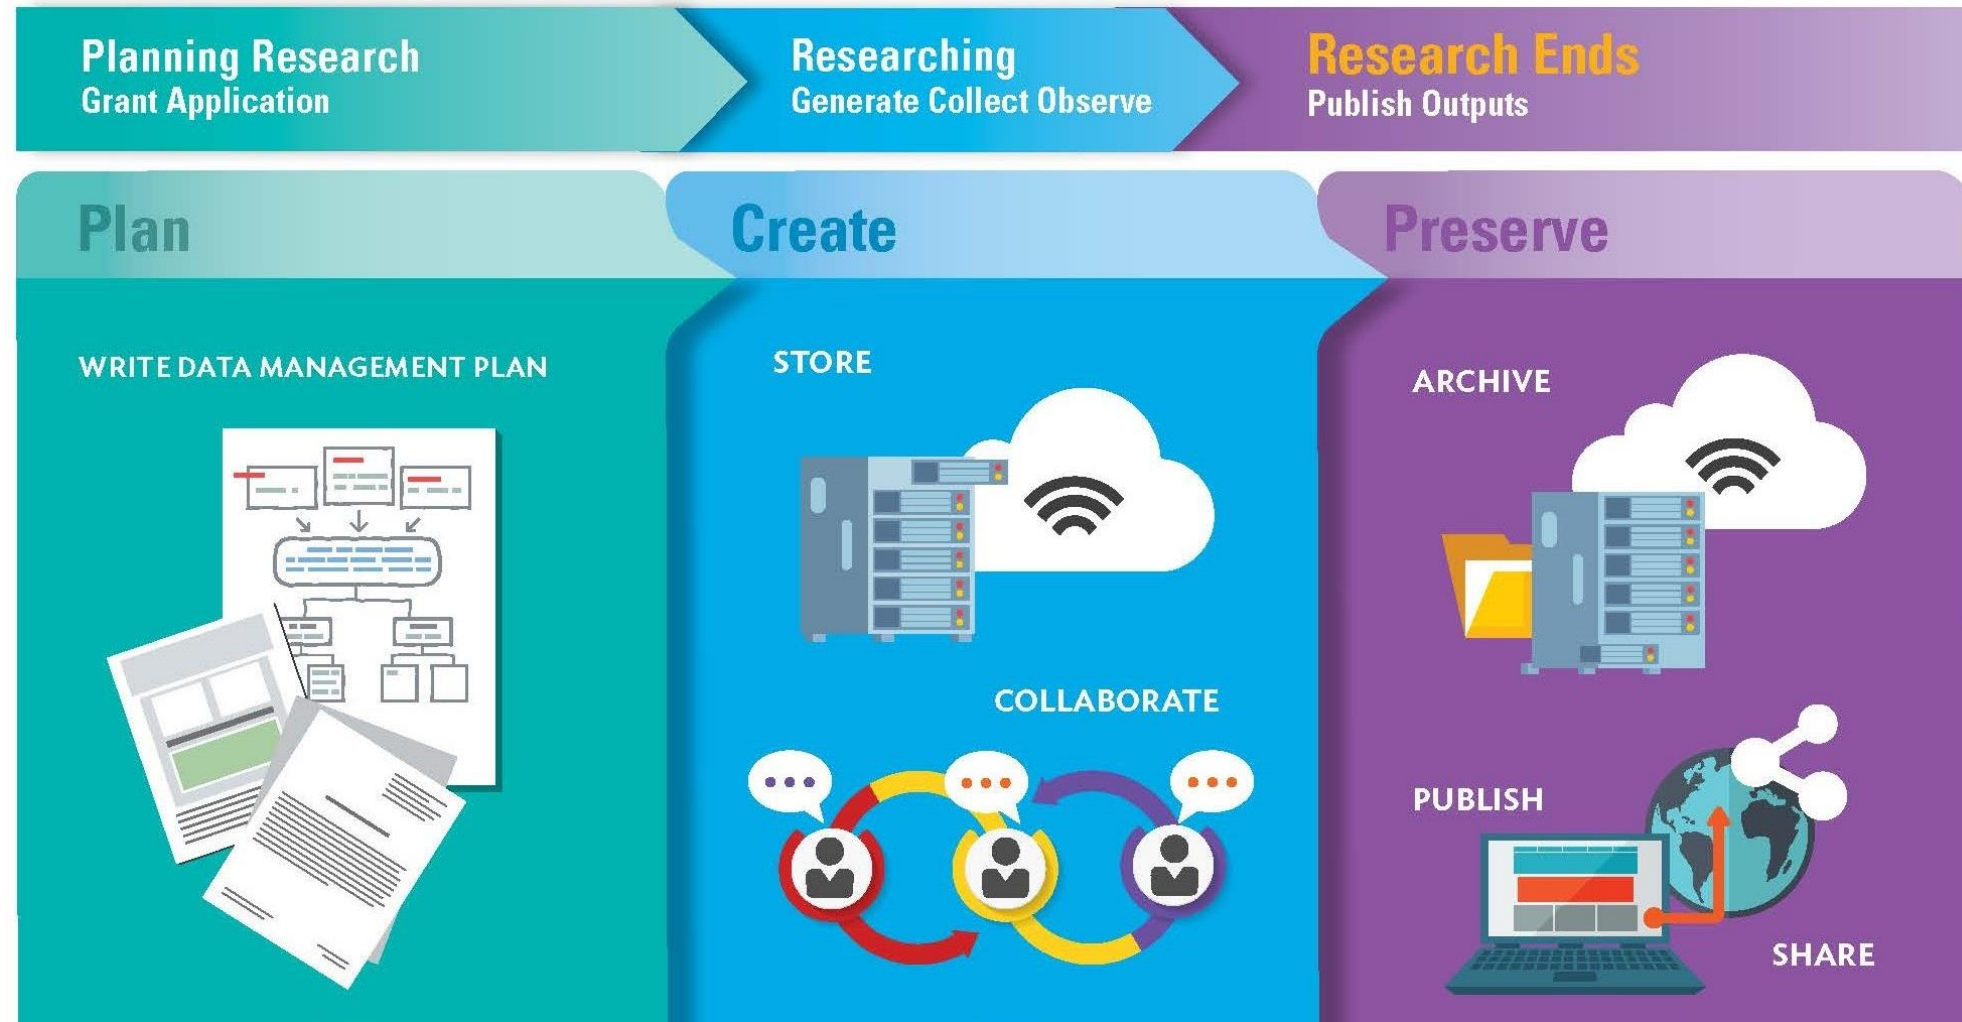 Planning Research
Grant Application
Researching
Generate Collect Observe
Research Ends
Publish Outputs
Plan
Create
Preserve
WRITE DATA MANAGEMENT PLAN
STORE
COLLABORATE
ARCHIVE
PUBLISH
SHARE